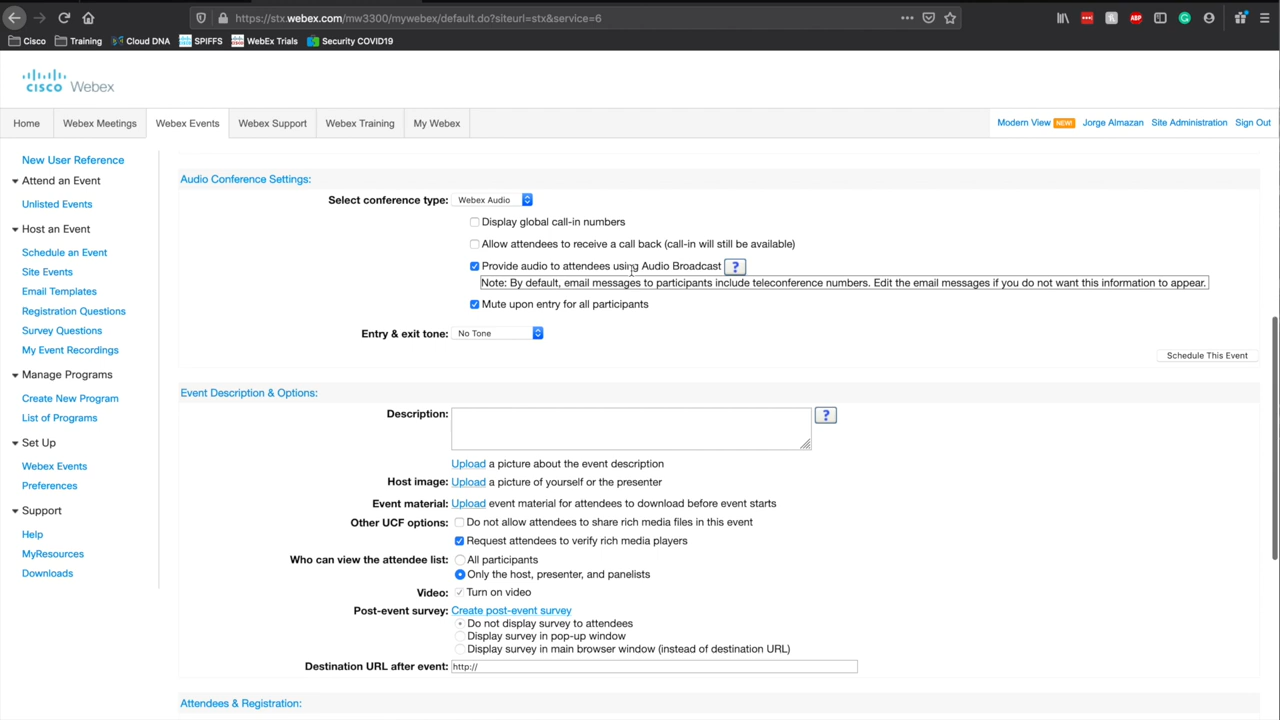 https://stx.webex.com/mw3300/mywebex/default.do?siteurl=stx&service=6
Cisco Training Cloud DNA SPIFFS WebEx Trials Security COVID19
cisco Webex
Home Webex Meetings Webex Events Webex Support Webex Training My Webex Modern View NEW! Jorge Almazan Site Administration Sign Out
New User Reference
Attend an Event
Unlisted Events
Host an Event
Schedule an Event
Site Events
Email Templates
Registration Questions
Survey Questions
My Event Recordings
Manage Programs
Create New Program
List of Programs
Set Up
Webex Events
Preferences
Support
Help
MyResources
Downloads
Audio Conference Settings:
Select conference type: Webex Audio
Display global call-in numbers
Allow attendees to receive a call back (call-in will still be available)
Provide audio to attendees using Audio Broadcast ?
Note: By default, email messages to participants include teleconference numbers. Edit the email messages if you do not want this information to appear.
Mute upon entry for all participants
Entry & exit tone: No Tone
Schedule This Event
Event Description & Options:
Description: ?
Upload a picture about the event description
Host image: Upload a picture of yourself or the presenter
Event material: Upload event material for attendees to download before event starts
Other UCF options: Do not allow attendees to share rich media files in this event
Request attendees to verify rich media players
Who can view the attendee list: All participants
Only the host, presenter, and panelists
Video: Turn on video
Post-event survey: Create post-event survey
Do not display survey to attendees
Display survey in pop-up window
Display survey in main browser window (instead of destination URL)
Destination URL after event: http://
Attendees & Registration: